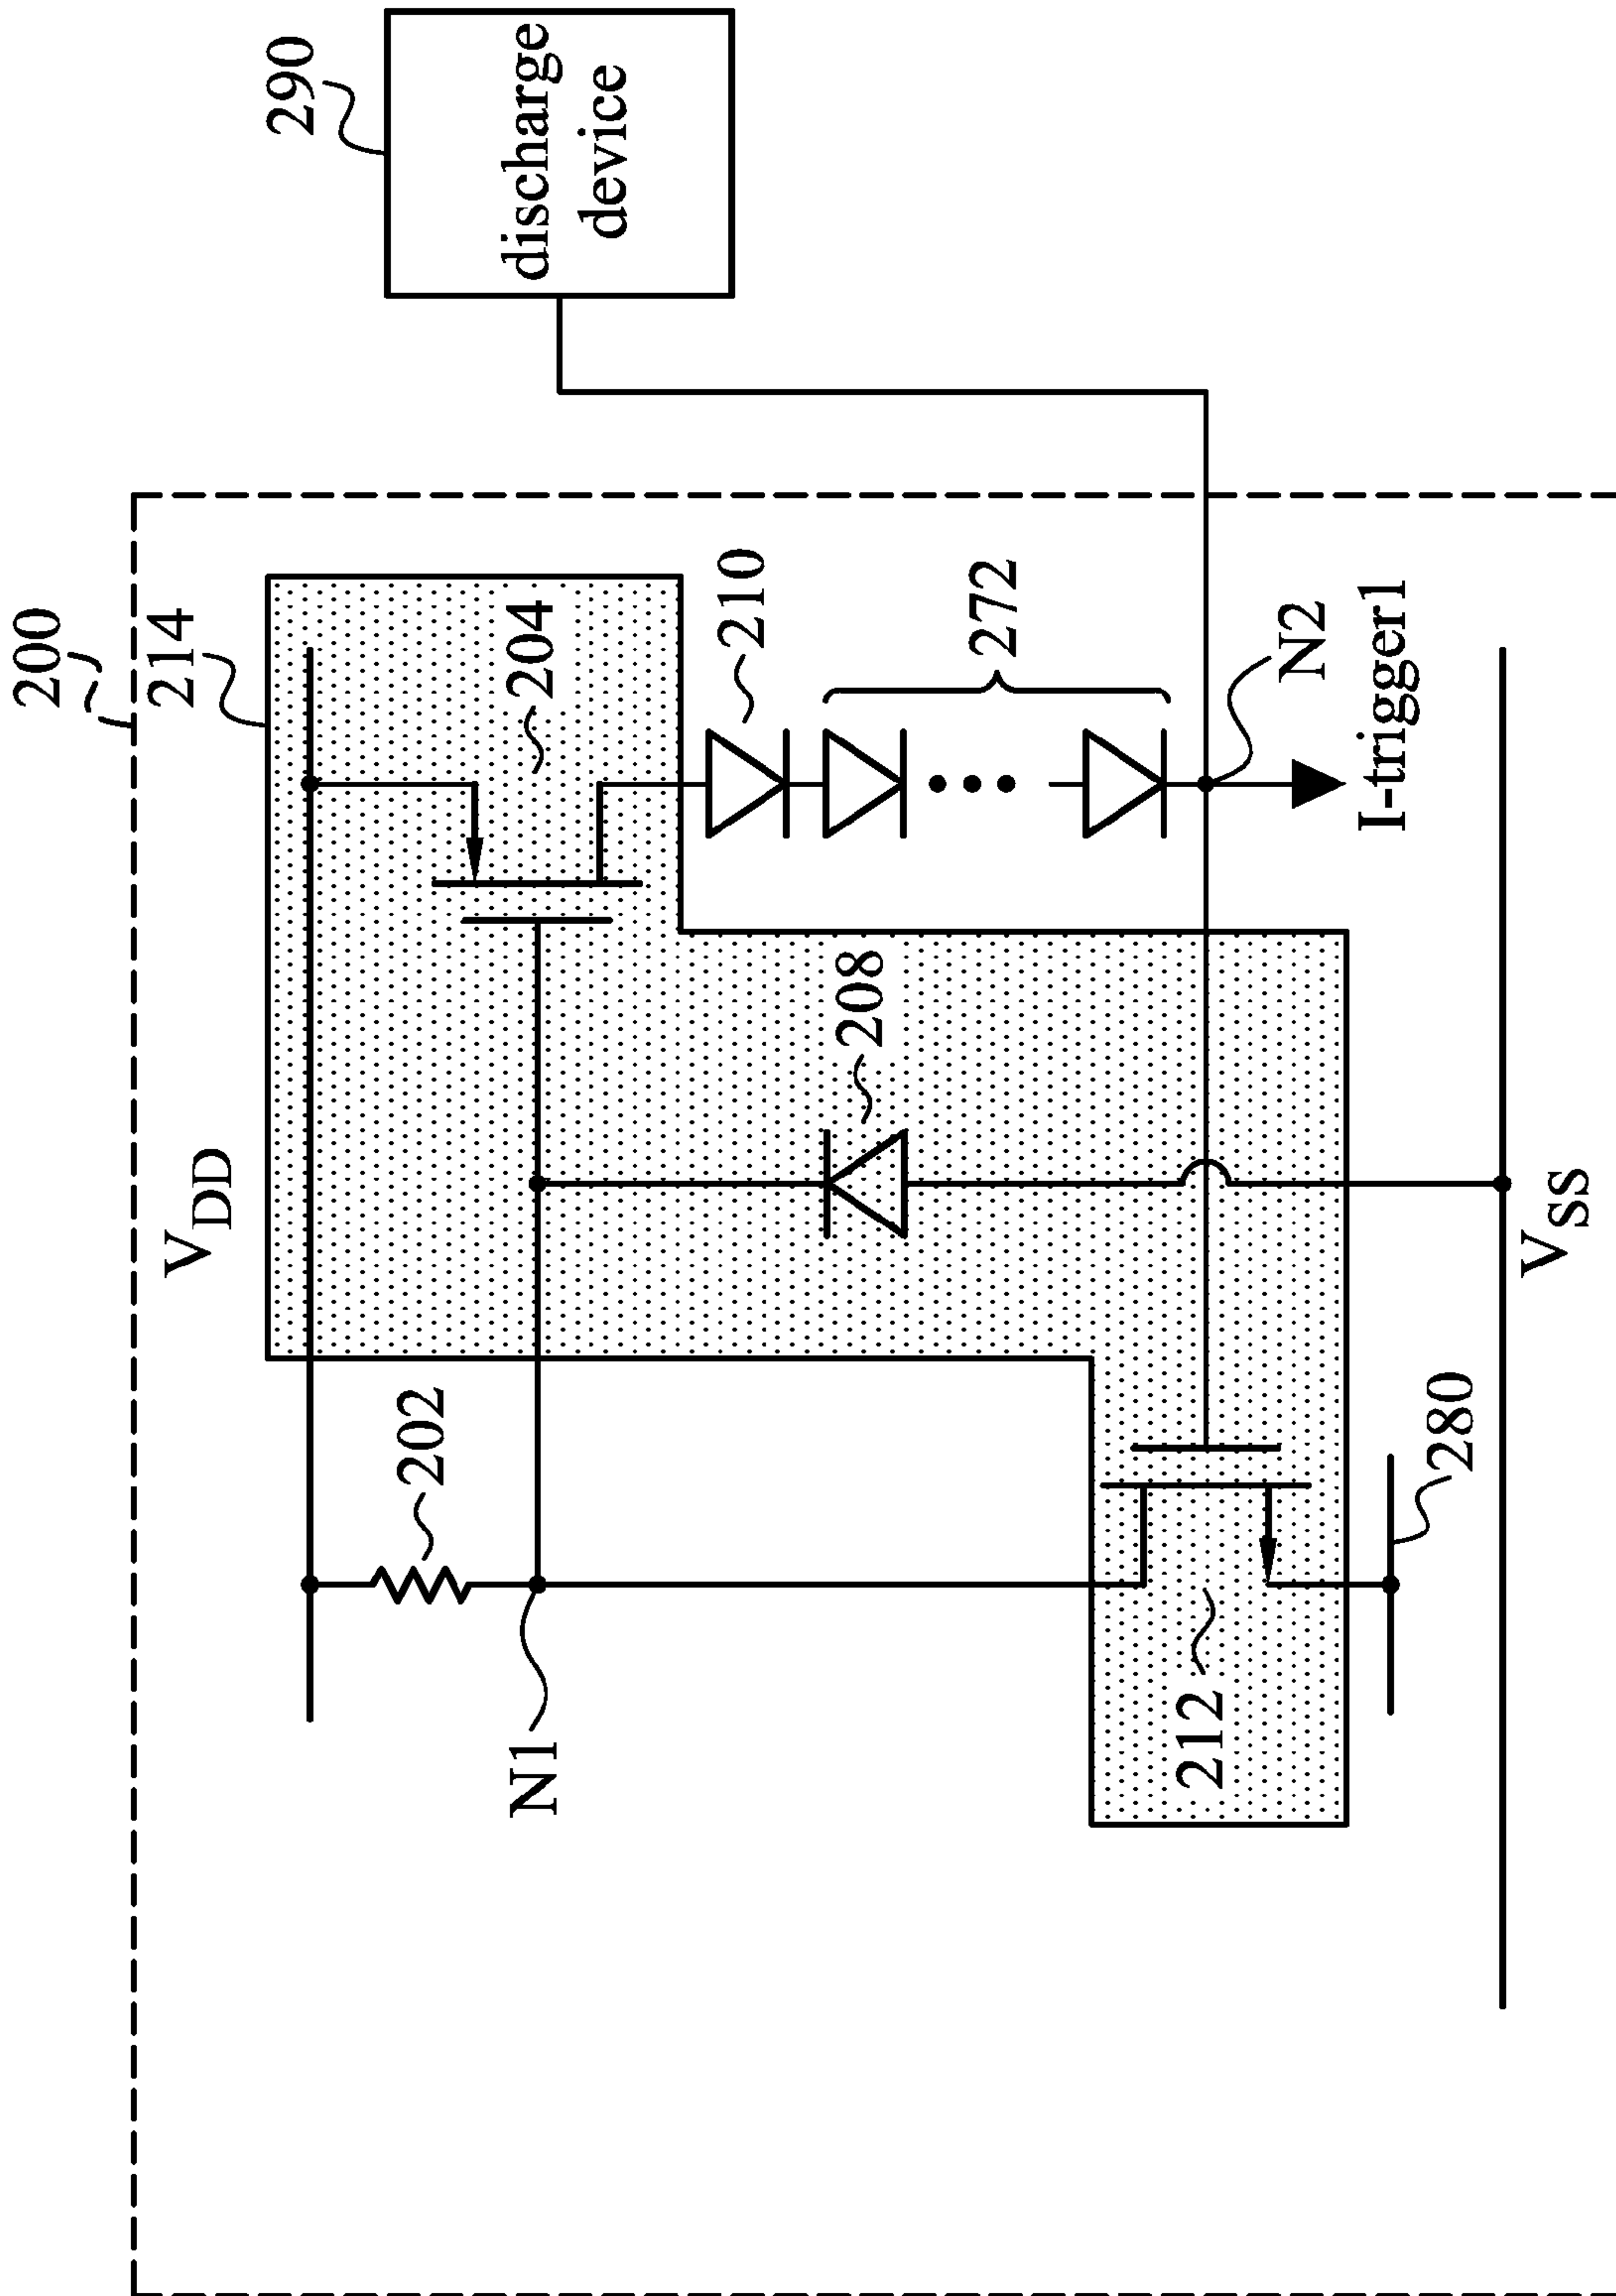 200
214
V_DD
202
N1
204
208
210
272
212
280
N2
I-trigger1
V_SS
290
discharge
device